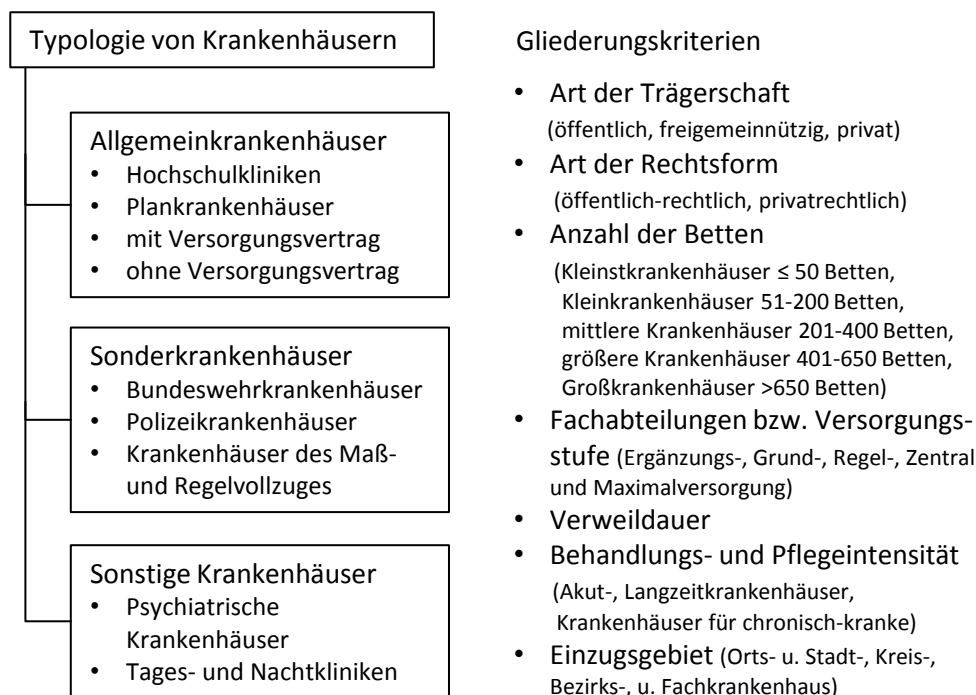 Typologie von Krankenhäusern
Allgemeinkrankenhäuser
• Hochschulkliniken
• Plankrankenhäuser
• mit Versorgungsvertrag
• ohne Versorgungsvertrag
Sonderkrankenhäuser
• Bundeswehrkrankenhäuser
• Polizeikrankenhäuser
• Krankenhäuser des Maß-
und Regelvollzuges
Sonstige Krankenhäuser
• Psychiatrische
Krankenhäuser
• Tages- und Nachtkliniken
Gliederungskriterien
• Art der Trägerschaft
(öffentlich, freigemeinnützig, privat)
• Art der Rechtsform
(öffentlich-rechtlich, privatrechtlich)
• Anzahl der Betten
(Kleinstkrankenhäuser ≤ 50 Betten,
Kleinkrankenhäuser 51-200 Betten,
mittlere Krankenhäuser 201-400 Betten,
größere Krankenhäuser 401-650 Betten,
Großkrankenhäuser >650 Betten)
• Fachabteilungen bzw. Versorgungs-
stufe (Ergänzungs-, Grund-, Regel-, Zentral
und Maximalversorgung)
• Verweildauer
• Behandlungs- und Pflegeintensität
(Akut-, Langzeitkrankenhäuser,
Krankenhäuser für chronisch-kranke)
• Einzugsgebiet (Orts- u. Stadt-, Kreis-,
Bezirks-, u. Fachkrankenhaus)